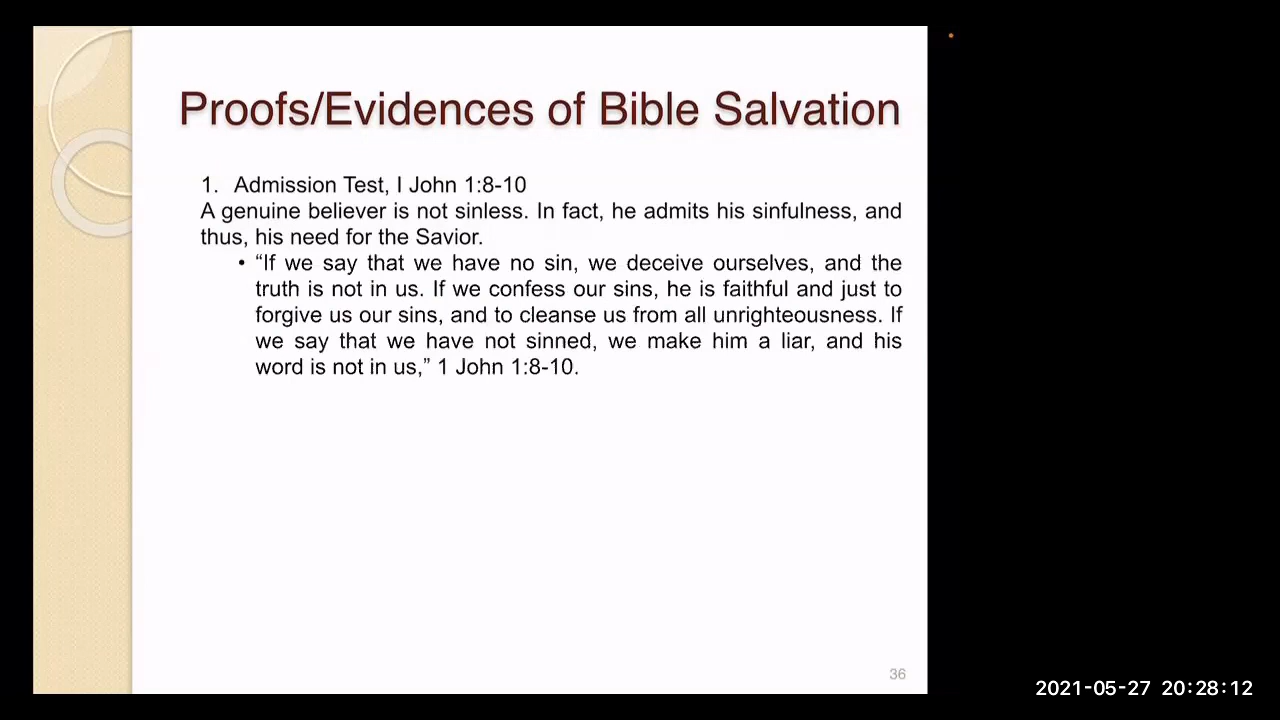 Proofs/Evidences of Bible Salvation
1. Admission Test, I John 1:8-10
A genuine believer is not sinless. In fact, he admits his sinfulness, and
thus, his need for the Savior.
• “If we say that we have no sin, we deceive ourselves, and the
truth is not in us. If we confess our sins, he is faithful and just to
forgive us our sins, and to cleanse us from all unrighteousness. If
we say that we have not sinned, we make him a liar, and his
word is not in us,” 1 John 1:8-10.
36
2021-05-27 20:28:12